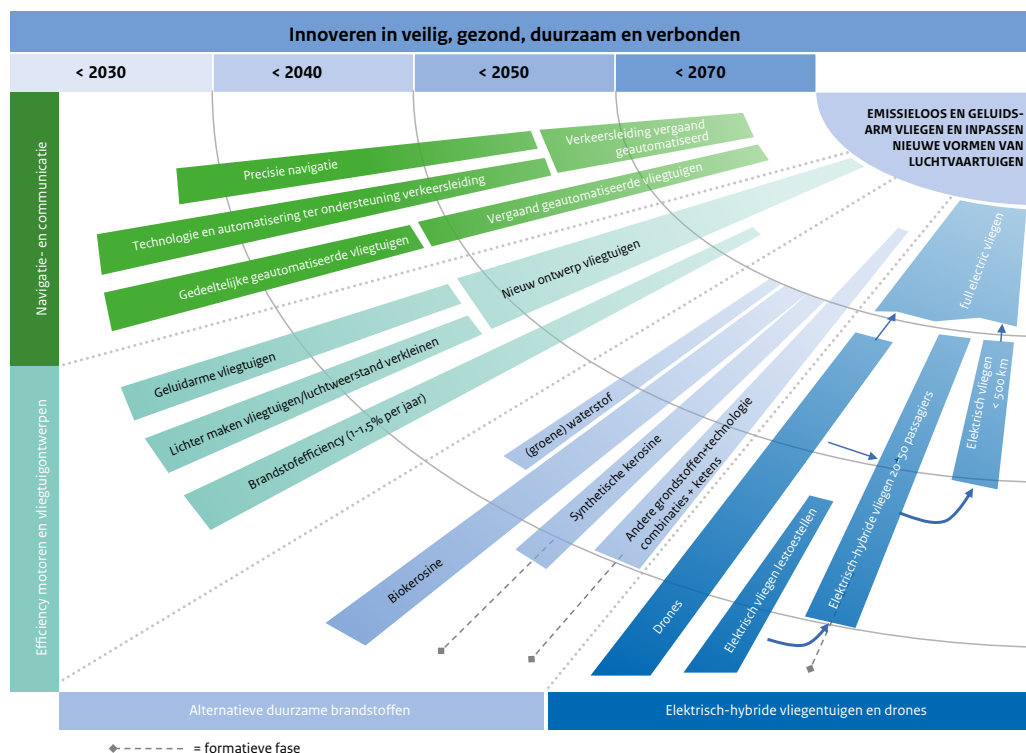 Innoveren in veilig, gezond, duurzaam en verbonden
< 2030
< 2040
< 2050
< 2070
EMISSIELOOS EN GELUIDS-
ARM VLIEGEN EN INPASSEN
NIEUWE VORMEN VAN
LUCHTVAARTUIGEN
Navigatie- en communicatie
Precisie navigatie
Verkeersleiding vergaand
geautomatiseerd
Technologie en automatisering ter ondersteuning verkeersleiding
Vergaand geautomatiseerde vliegtuigen
Gedeeltelijke geautomatiseerde vliegtuigen
Efficiency motoren en vliegtuigontwerpen
Nieuw ontwerp vliegtuigen
Geluidarme vliegtuigen
Lichter maken vliegtuigen/luchtweerstand verkleinen
Brandstofefficiency (1-1,5% per jaar)
(groene) waterstof
Biokerosine
Synthetische kerosine
Andere grondstoffen+technologie
combinaties + ketens
Drones
Elektrisch vliegen lestoestellen
Elektrisch-hybride vliegen 20-50 passagiers
Elektrisch vliegen
< 500 km
full electric vliegen
Alternatieve duurzame brandstoffen
Elektrisch-hybride vliegentuigen en drones
= formatieve fase